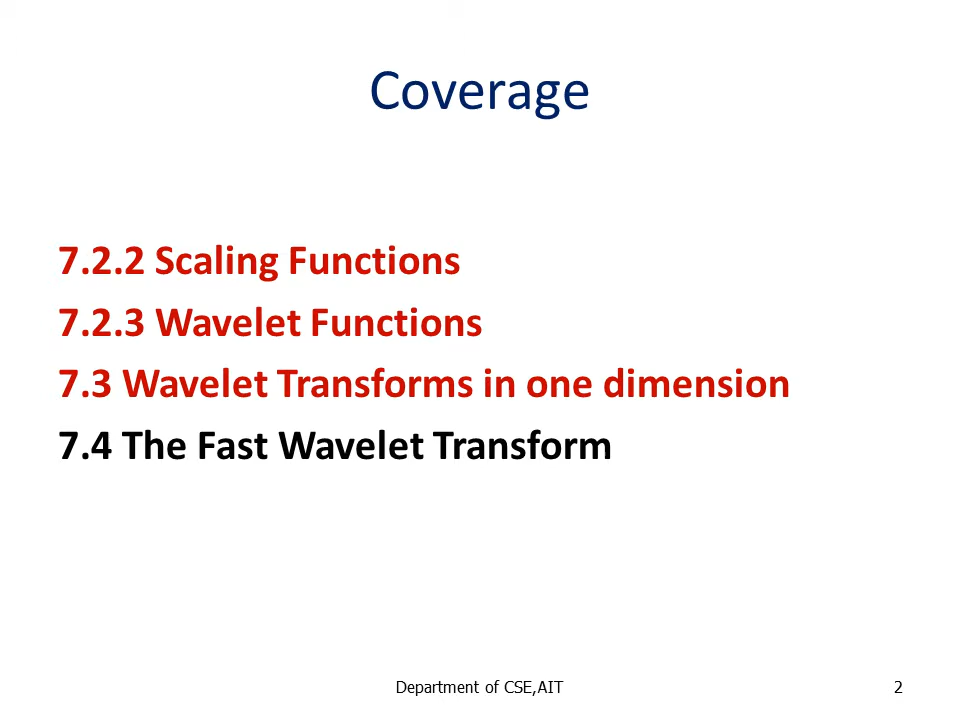 Coverage
7.2.2 Scaling Functions
7.2.3 Wavelet Functions
7.3 Wavelet Transforms in one dimension
7.4 The Fast Wavelet Transform
Department of CSE,AIT
2